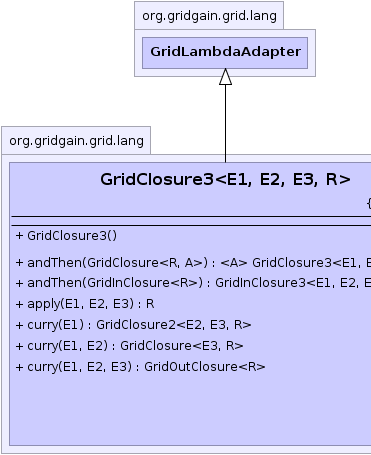 org.gridgain.grid.lang
GridLambdaAdapter
org.gridgain.grid.lang
GridClosure3<E1, E2, E3, R>
{
+ GridClosure3()
+ andThen(GridClosure<R, A>) : <A> GridClosure3<E1, E
+ andThen(GridInClosure<R>) : GridInClosure3<E1, E2, E
+ apply(E1, E2, E3) : R
+ curry(E1) : GridClosure2<E2, E3, R>
+ curry(E1, E2) : GridClosure<E3, R>
+ curry(E1, E2, E3) : GridOutClosure<R>